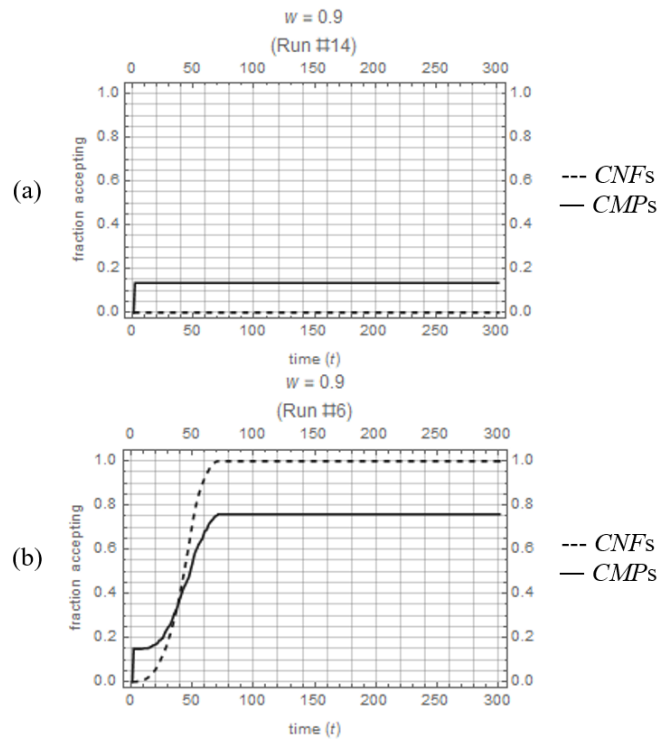 w = 0.9
(Run #14)
0 50 100 150 200 250 300
(a)
fraction accepting
1.0 1.0
0.8 0.8
0.6 0.6
0.4 0.4
0.2 0.2
0.0 0.0
0 50 100 150 200 250 300
time (t)
CNFs
CMPs
w = 0.9
(Run #6)
0 50 100 150 200 250 300
(b)
fraction accepting
1.0 1.0
0.8 0.8
0.6 0.6
0.4 0.4
0.2 0.2
0.0 0.0
0 50 100 150 200 250 300
time (t)
CNFs
CMPs